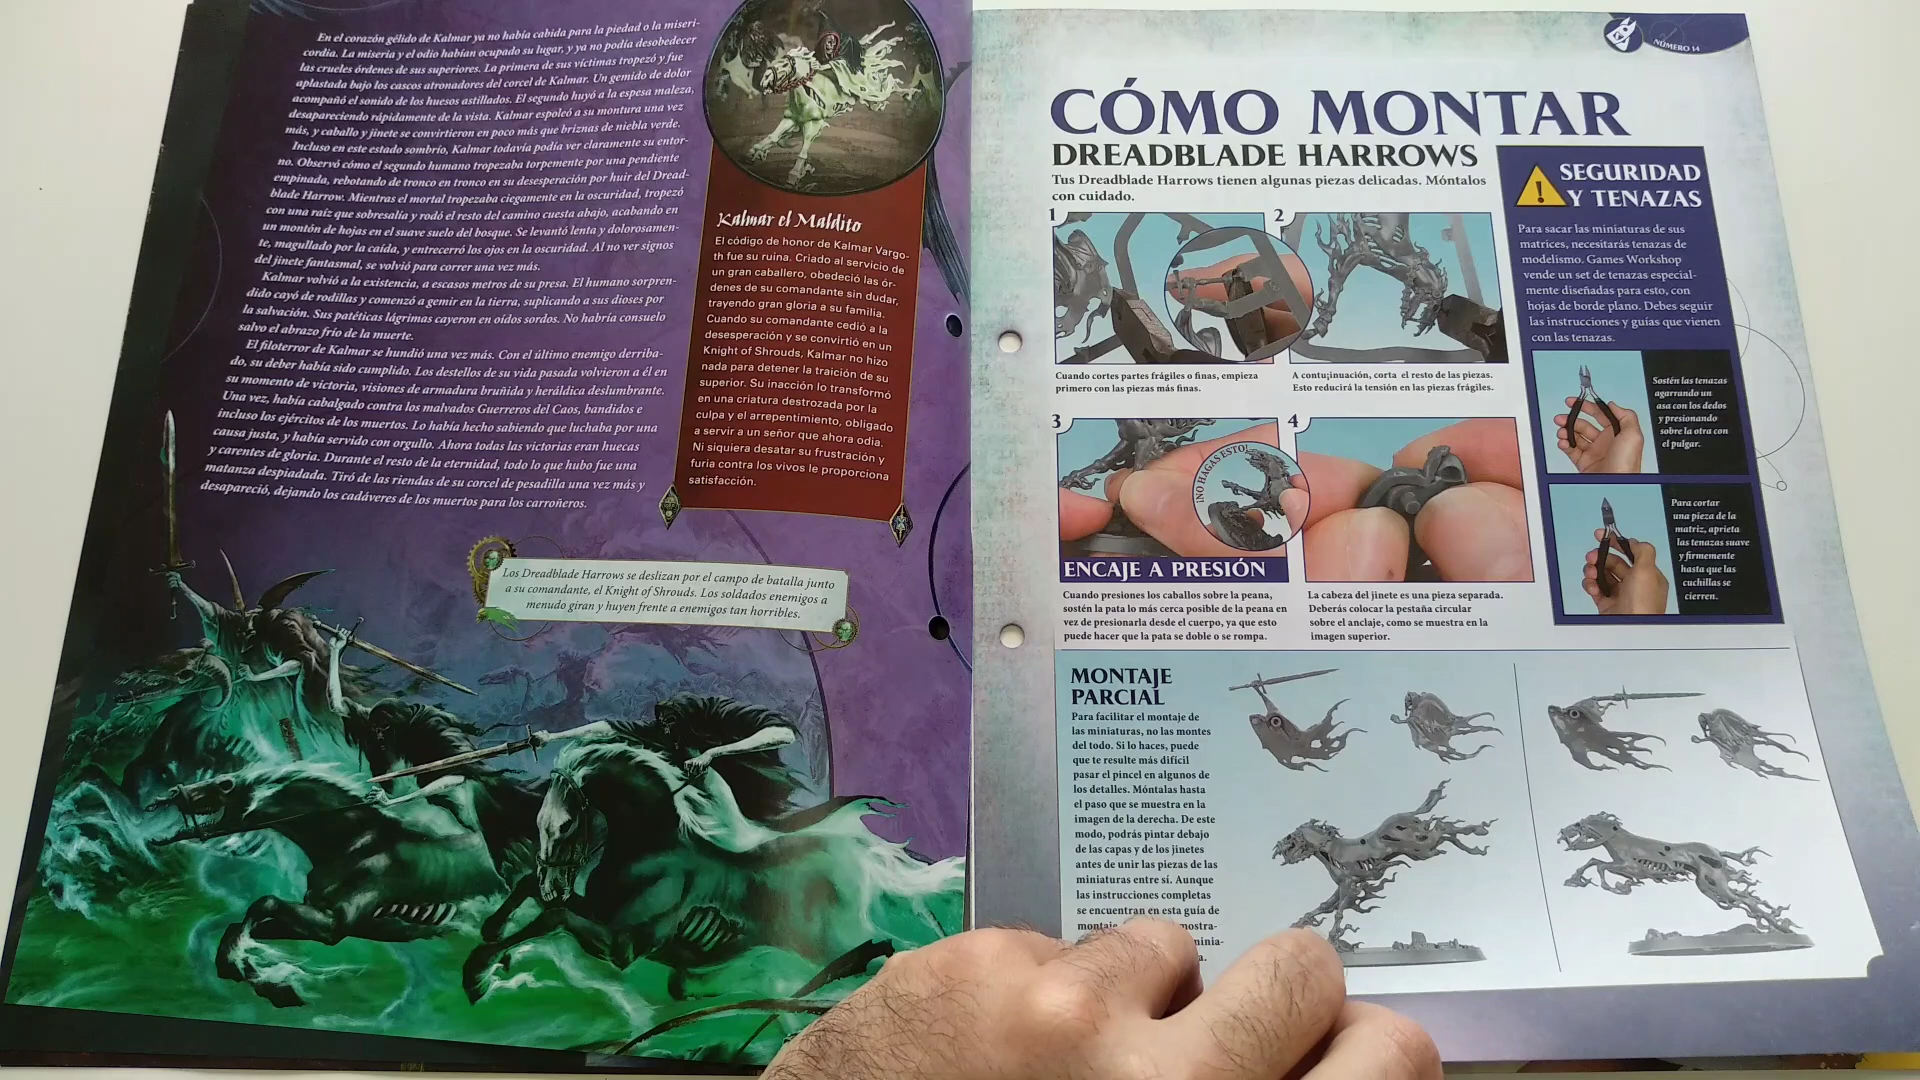 En el corazón gélido de Kalmar ya no había cabida para la piedad o la miseri-
cordia. La miseria y el odio habían ocupado su lugar, y ya no podía desobedecer
las crueles órdenes de sus superiores. La primera de sus víctimas tropezó y fue
aplastada bajo los cascos atronadores del corcel de Kalmar. Un gemido de dolor
acompañó el sonido de los huesos astillados. El segundo huyó a la espesa maleza,
desapareciendo rápidamente de la vista. Kalmar espoleó a su montura una vez
más, y caballo y jinete se convirtieron en poco más que briznas de niebla verde.
Incluso en este estado sombrío, Kalmar todavía podía ver claramente su entor-
no. Observó cómo el segundo humano tropezaba torpemente por una pendiente
empinada, rebotando de tronco en tronco en su desesperación por huir del Dread-
blade Harrow. Mientras el mortal tropezaba ciegamente en la oscuridad, tropezó
con una raíz que sobresalía y rodó el resto del camino cuesta abajo, acabando en
un montón de hojas en el suave suelo del bosque. Se levantó lenta y dolorosamen-
te, magullado por la caída, y entrecerró los ojos en la oscuridad. Al no ver signos
del jinete fantasmal, se volvió para correr una vez más.
Kalmar volvió a la existencia, a escasos metros de su presa. El humano sorpren-
dido cayó de rodillas y comenzó a gemir en la tierra, suplicando a sus dioses por
la salvación. Sus patéticas lágrimas cayeron en oídos sordos. No habría consuelo
salvo el abrazo frío de la muerte.
El filoterror de Kalmar se hundió una vez más. Con el último enemigo derriba-
do, su deber había sido cumplido. Los destellos de su vida pasada volvieron a él en
su momento de victoria, visiones de armadura bruñida y heráldica deslumbrante.
Una vez, había cabalgado contra los malvados Guerreros del Caos, bandidos e
incluso los ejércitos de los muertos. Lo había hecho sabiendo que luchaba por una
causa justa, y había servido con orgullo. Ahora todas las victorias eran huecas
y carentes de gloria. Durante el resto de la eternidad, todo lo que hubo fue una
matanza despiadada. Tiró de las riendas de su corcel de pesadilla una vez más y
desapareció, dejando los cadáveres de los muertos para los carroñeros.
Kalmar el Maldito
El código de honor de Kalmar Vargo-
th fue su ruina. Criado al servicio de
un gran caballero, obedeció las ór-
denes de su comandante sin dudar,
trayendo gran gloria a su familia.
Cuando su comandante cedió a la
desesperación y se convirtió en un
Knight of Shrouds, Kalmar no hizo
nada para detener la traición de su
superior. Su inacción lo transformó
en una criatura destrozada por la
culpa y el arrepentimiento, obligado
a servir a un señor que ahora odia.
Ni siquiera desatar su frustración y
furia contra los vivos le proporciona
satisfacción.
Los Dreadblade Harrows se deslizan por el campo de batalla junto
a su comandante, el Knight of Shrouds. Los soldados enemigos a
menudo giran y huyen frente a enemigos tan horribles.
NÚMERO 14
CÓMO MONTAR
DREADBLADE HARROWS
Tus Dreadblade Harrows tienen algunas piezas delicadas. Móntalos
con cuidado.
1
2
Cuando cortes partes frágiles o finas, empieza
primero con las piezas más finas.
A contu¡inuación, corta el resto de las piezas.
Esto reducirá la tensión en las piezas frágiles.
3
4
¡NO HAGAS ESTO!
ENCAJE A PRESIÓN
Cuando presiones los caballos sobre la peana,
sostén la pata lo más cerca posible de la peana en
vez de presionarla desde el cuerpo, ya que esto
puede hacer que la pata se doble o se rompa.
La cabeza del jinete es una pieza separada.
Deberás colocar la pestaña circular
sobre el anclaje, como se muestra en la
imagen superior.
SEGURIDAD
Y TENAZAS
Para sacar las miniaturas de sus
matrices, necesitarás tenazas de
modelismo. Games Workshop
vende un set de tenazas especial-
mente diseñadas para esto, con
hojas de borde plano. Debes seguir
las instrucciones y guías que vienen
con las tenazas.
Sostén las tenazas
agarrando un
asa con los dedos
y presionando
sobre la otra con
el pulgar.
Para cortar
una pieza de la
matriz, aprieta
las tenazas suave
y firmemente
hasta que las
cuchillas se
cierren.
MONTAJE
PARCIAL
Para facilitar el montaje de
las miniaturas, no las montes
del todo. Si lo haces, puede
que te resulte más difícil
pasar el pincel en algunos de
los detalles. Móntalas hasta
el paso que se muestra en la
imagen de la derecha. De este
modo, podrás pintar debajo
de las capas y de los jinetes
antes de unir las piezas de las
miniaturas entre sí. Aunque
las instrucciones completas
se encuentran en esta guía de
montaje